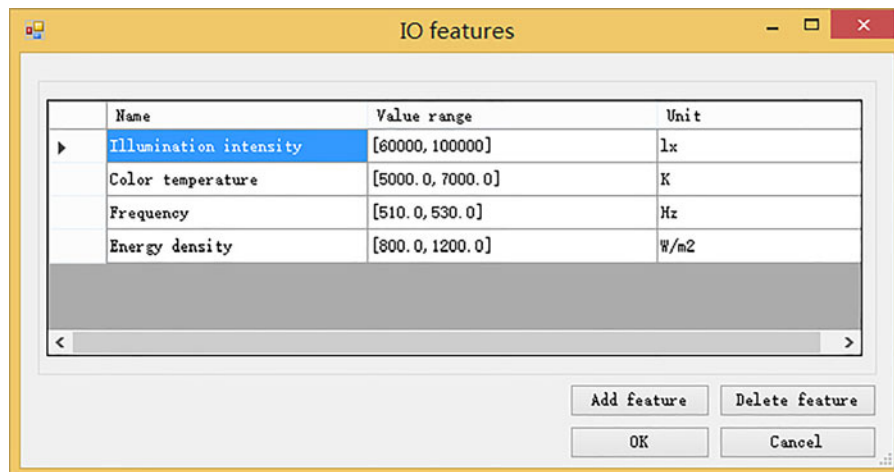 IO features
Name Value range Unit
Illumination intensity [60000, 100000] lx
Color temperature [5000.0, 7000.0] K
Frequency [510.0, 530.0] Hz
Energy density [800.0, 1200.0] W/m2
Add feature Delete feature
OK Cancel